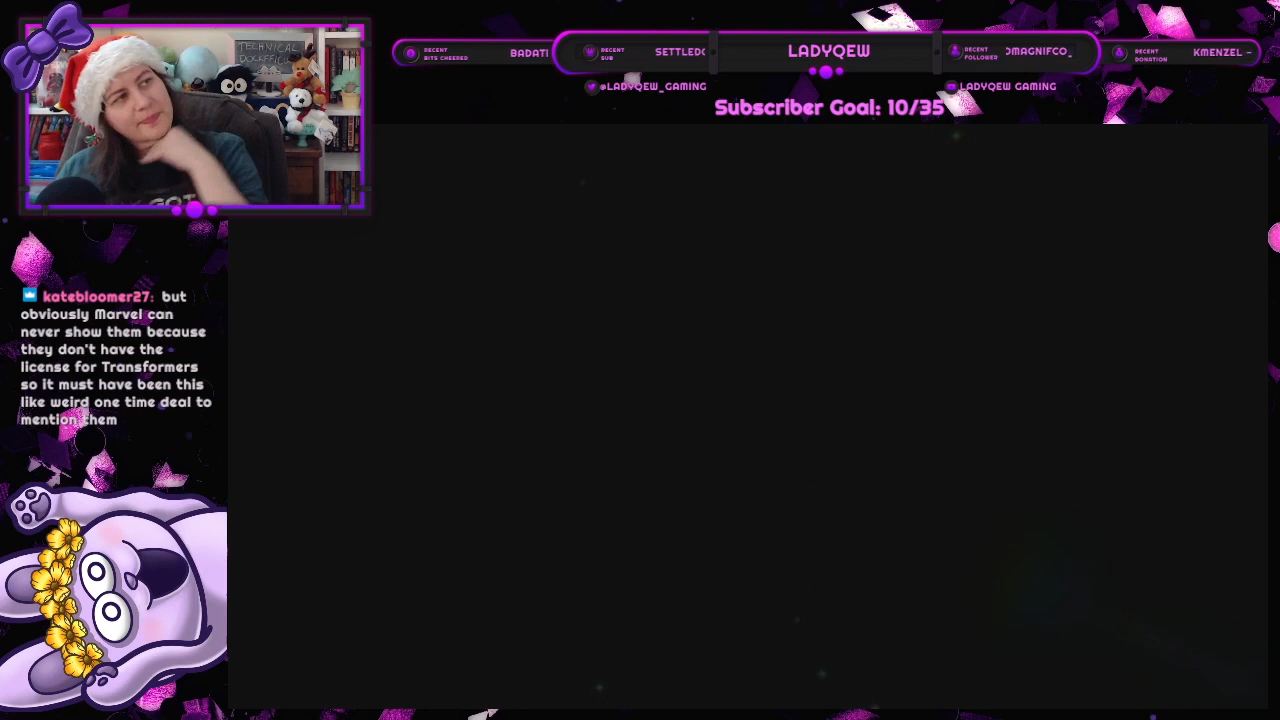 TECHNICAL
RECENT
BITS CHEERED
BADATI
RECENT
SUB
SETTLEDC
LADYQEW
RECENT
FOLLOWER
OMAGNIFCO_
RECENT
DONATION
KMENZEL -
@LADYQEW_GAMING
LADYQEW GAMING
Subscriber Goal: 10/35
GOT
katebloomer27: but
obviously Marvel can
never show them because
they don't have the
license for Transformers
so it must have been this
like weird one time deal to
mention them